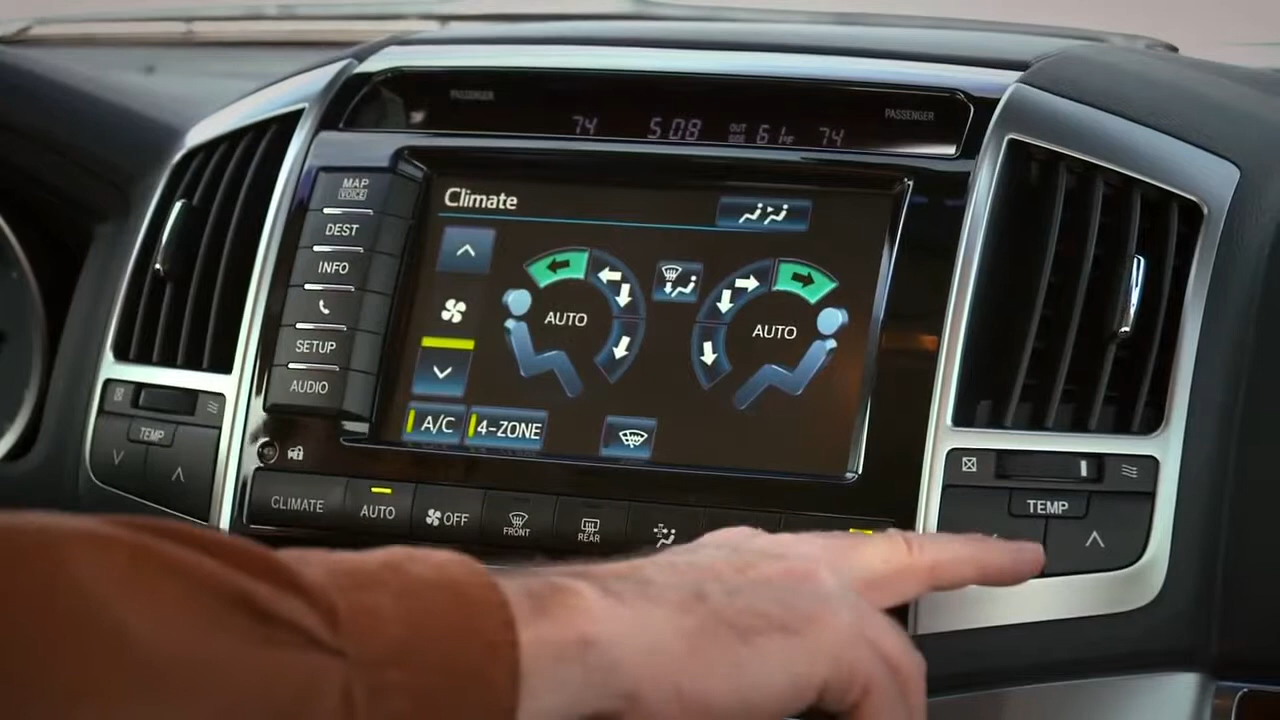 PASSENGER
PASSENGER
74 5:08 OUT SIDE 61°F 74
MAP
VOICE
DEST
INFO
SETUP
AUDIO
Climate
AUTO
AUTO
A/C
4-ZONE
TEMP
TEMP
CLIMATE
AUTO
OFF
FRONT
REAR